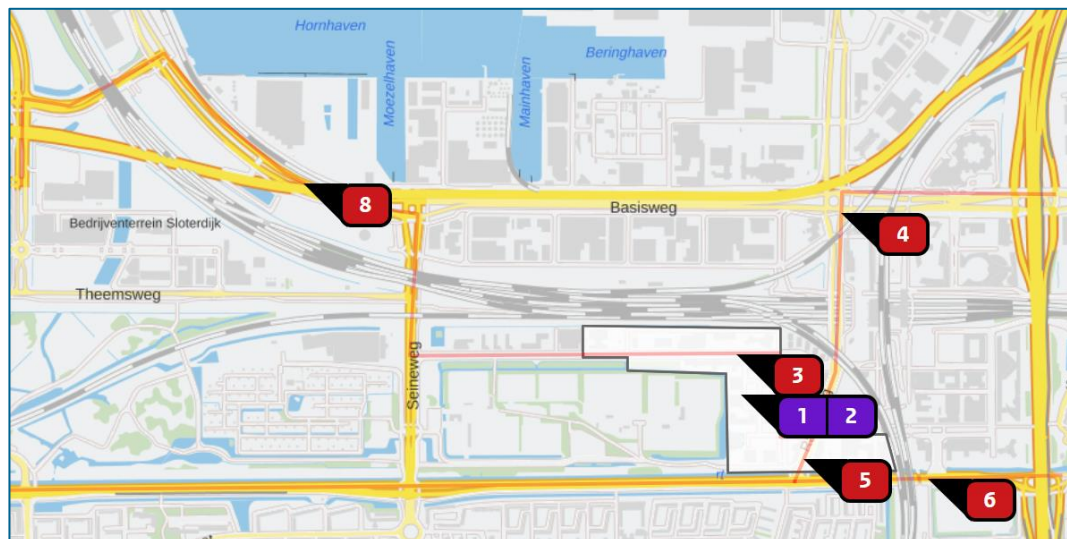 Hornhaven
Beringhaven
Moezelhaven
Mainhaven
8
Basisweg
4
Bedrijventerrein Sloterdijk
Theemsweg
Seineweg
3
1 2
5
6